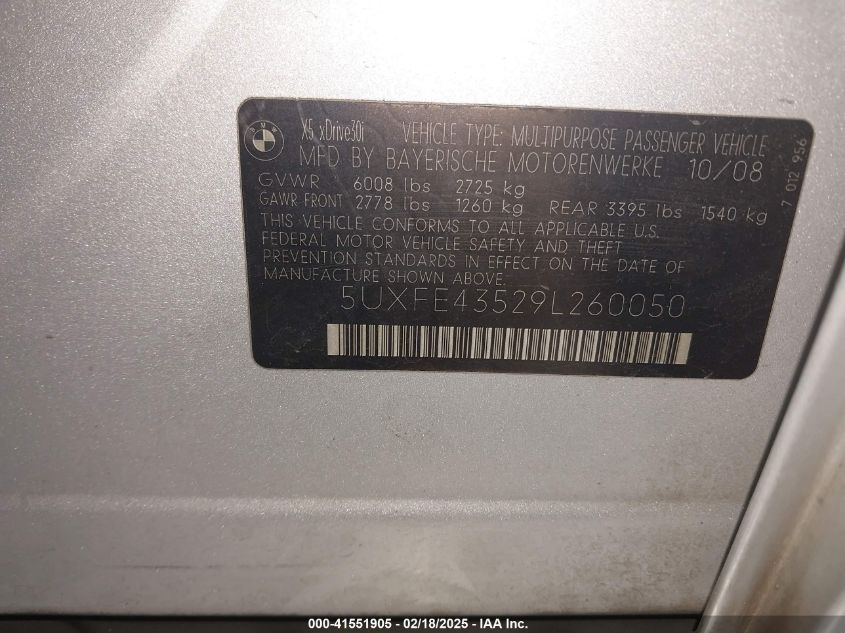 BMW
X5 xDrive30i VEHICLE TYPE: MULTIPURPOSE PASSENGER VEHICLE
MFD BY BAYERISCHE MOTORENWERKE 10/08
GVWR 6008 lbs 2725 kg
GAWR FRONT 2778 lbs 1260 kg REAR 3395 lbs 1540 kg
THIS VEHICLE CONFORMS TO ALL APPLICABLE U.S.
FEDERAL MOTOR VEHICLE SAFETY AND THEFT
PREVENTION STANDARDS IN EFFECT ON THE DATE OF
MANUFACTURE SHOWN ABOVE.
5UXFE43529L260050
7 012 956
000-41551905 - 02/18/2025 - IAA Inc.